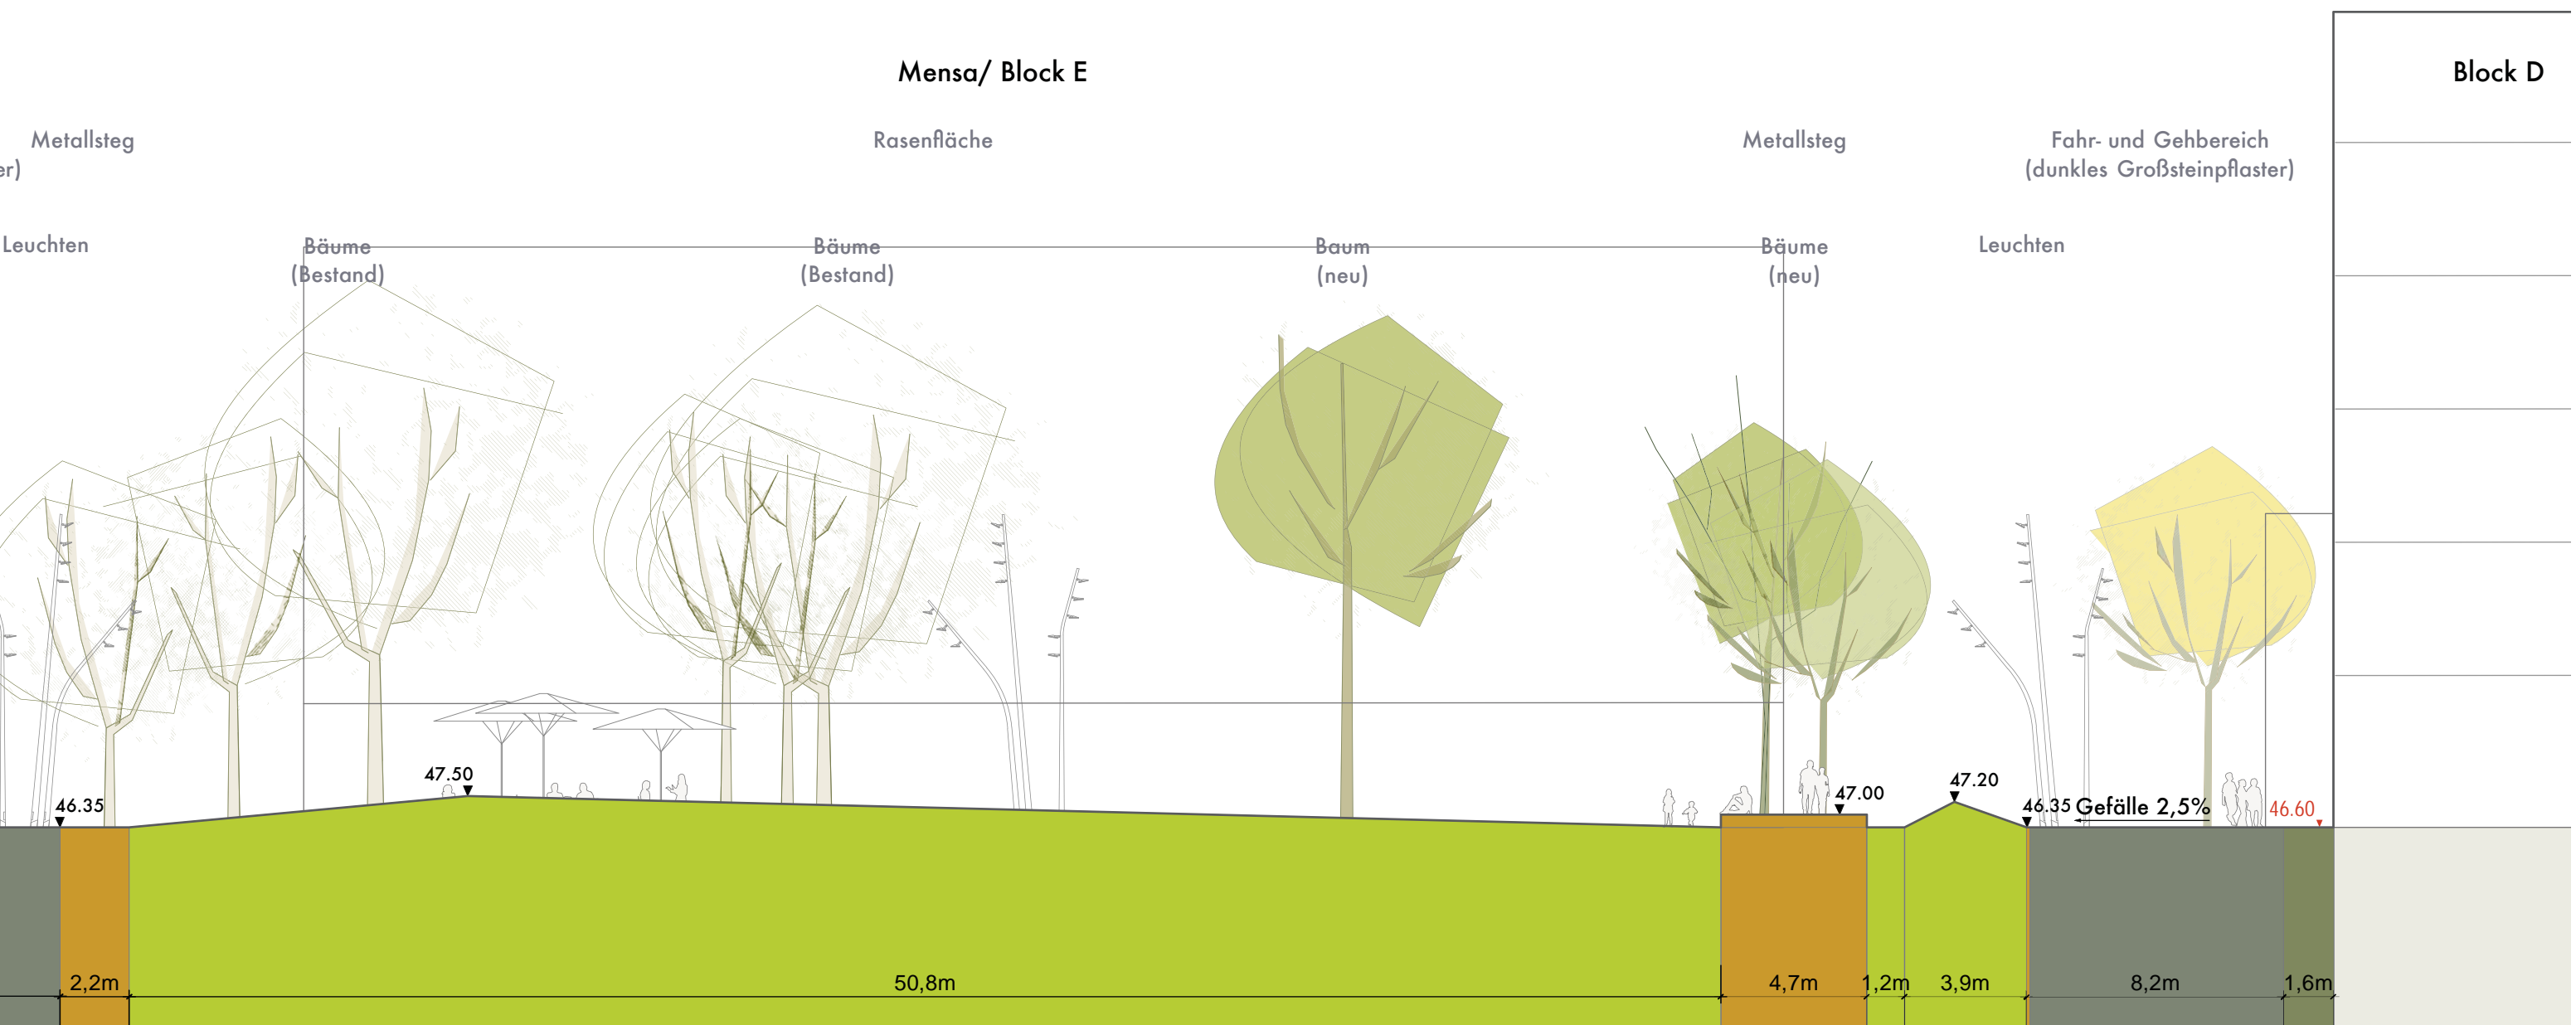 Mensa/ Block E
Block D
Metallsteg
Rasenfläche
Metallsteg
Fahr- und Gehbereich
er)
(dunkles Großsteinpflaster)
Leuchten
Bäume
(Bestand)
Bäume
(Bestand)
Baum
(neu)
Bäume
(neu)
Leuchten
47.50
46.35
47.00
47.20
46.35
Gefälle 2,5%
46.60
2,2m
50,8m
4,7m
1,2m
3,9m
8,2m
1,6m